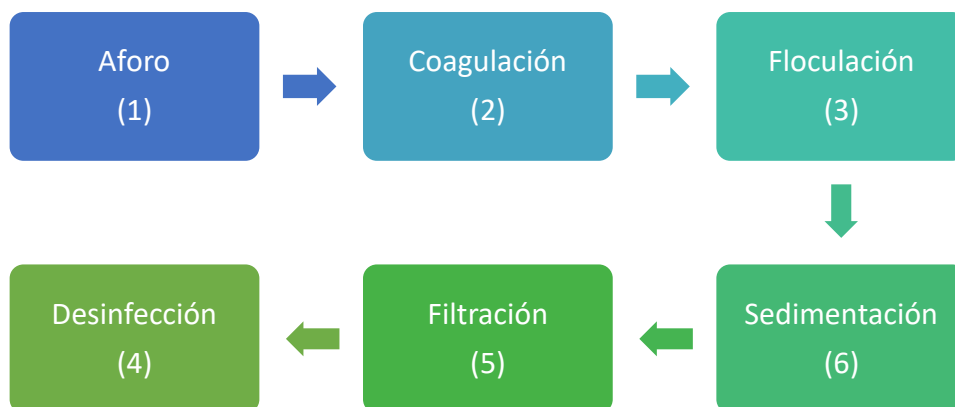 Aforo
(1)
Coagulación
(2)
Floculación
(3)
Desinfección
(4)
Filtración
(5)
Sedimentación
(6)